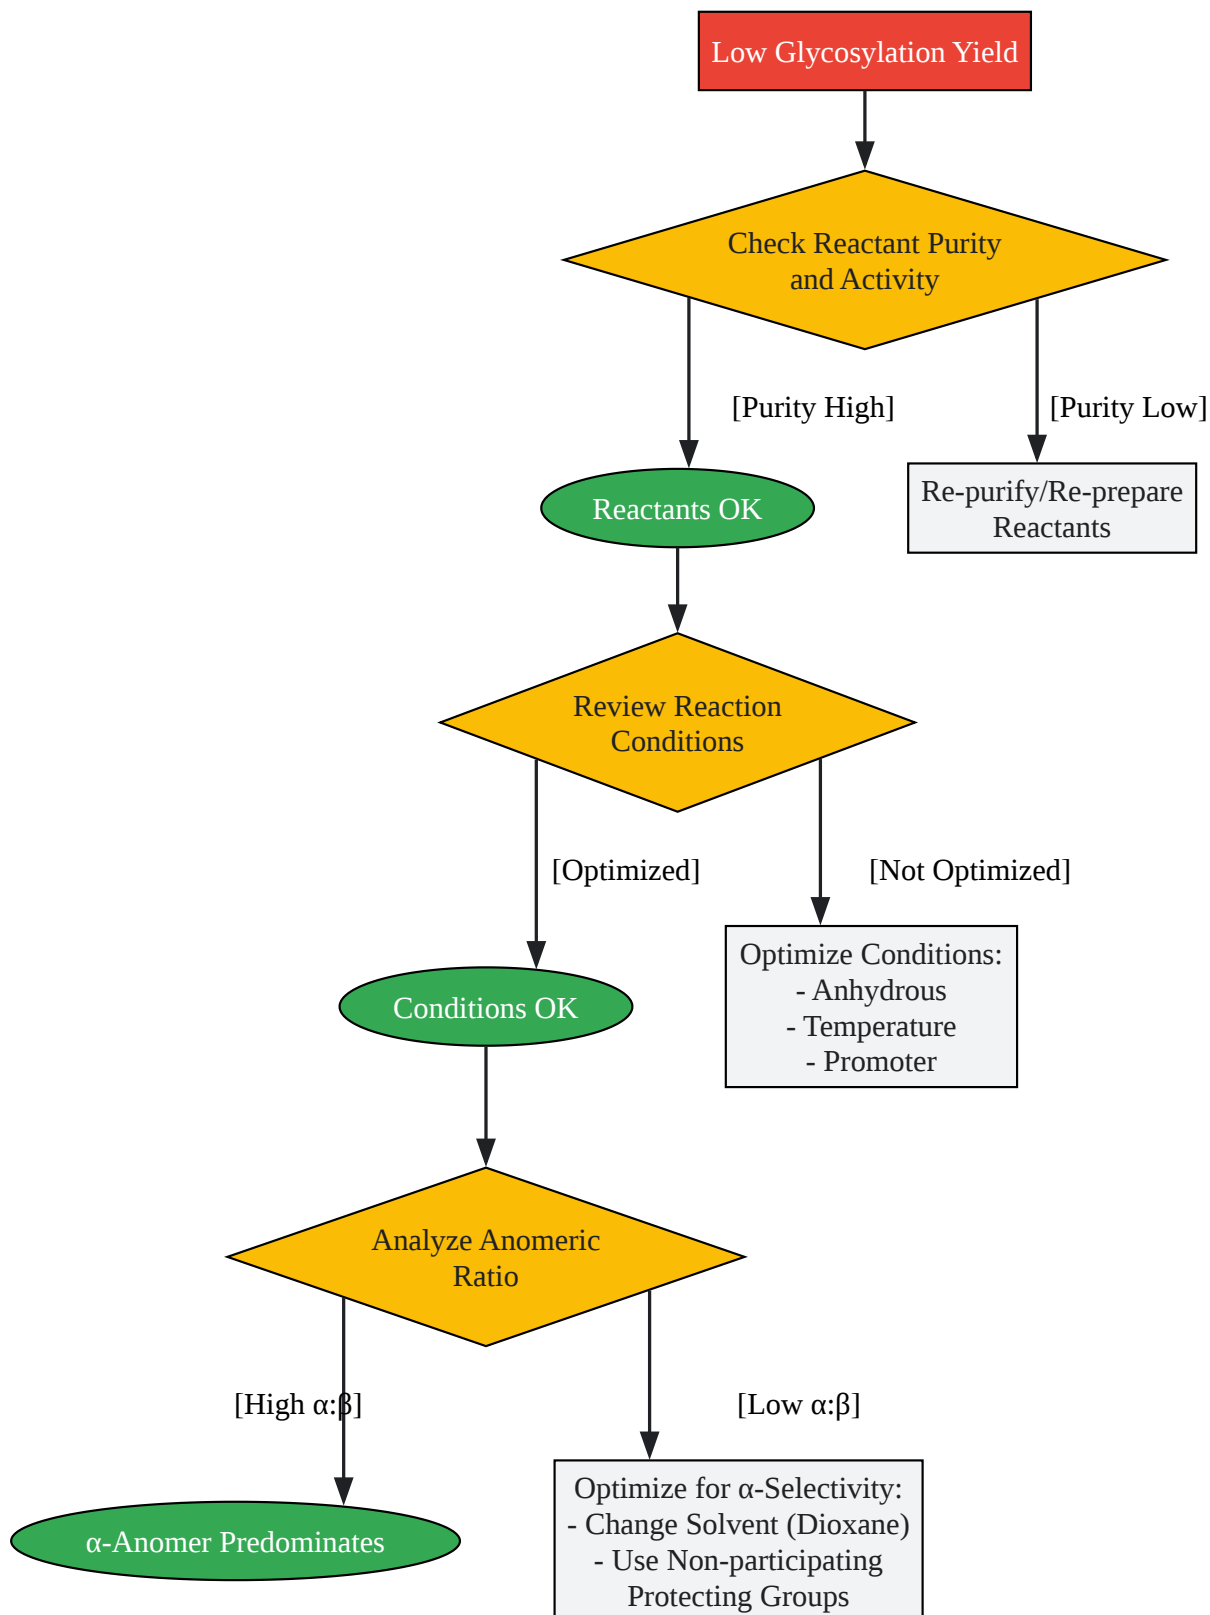 Low Glycosylation Yield
Check Reactant Purity
and Activity
[Purity High]
[Purity Low]
Reactants OK
Re-purify/Re-prepare
Reactants
Review Reaction
Conditions
[Optimized]
[Not Optimized]
Conditions OK
Optimize Conditions:
- Anhydrous
- Temperature
- Promoter
Analyze Anomeric
Ratio
[High α:β]
[Low α:β]
α-Anomer Predominates
Optimize for α-Selectivity:
- Change Solvent (Dioxane)
- Use Non-participating
Protecting Groups